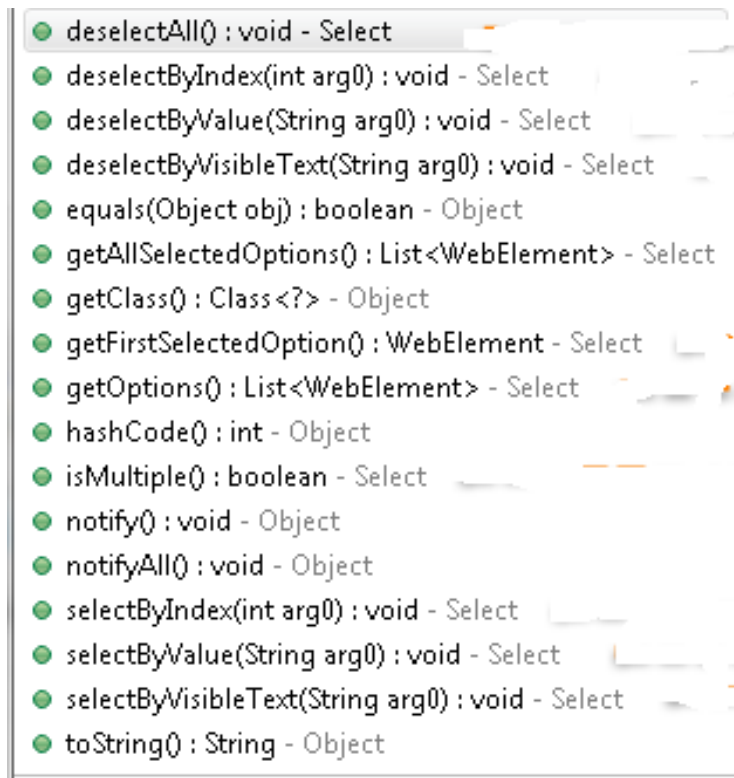 deselectAll() : void - Select
deselectByIndex(int arg0) : void - Select
deselectByValue(String arg0) : void - Select
deselectByVisibleText(String arg0) : void - Select
equals(Object obj) : boolean - Object
getAllSelectedOptions() : List<WebElement> - Select
getClass() : Class<?> - Object
getFirstSelectedOption() : WebElement - Select
getOptions() : List<WebElement> - Select
hashCode() : int - Object
isMultiple() : boolean - Select
notify() : void - Object
notifyAll() : void - Object
selectByIndex(int arg0) : void - Select
selectByValue(String arg0) : void - Select
selectByVisibleText(String arg0) : void - Select
toString() : String - Object